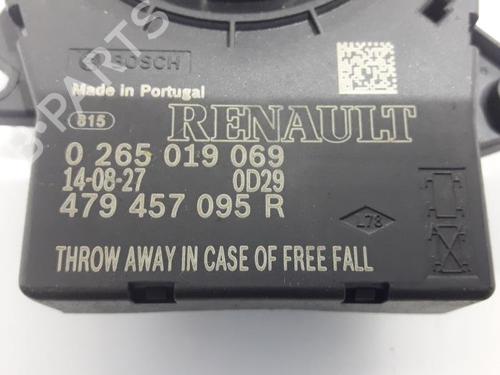 BOSCH
Made in Portugal
815
RENAULT
0 265 019 069
14-08-27 0D29
479 457 095 R
L78
THROW AWAY IN CASE OF FREE FALL